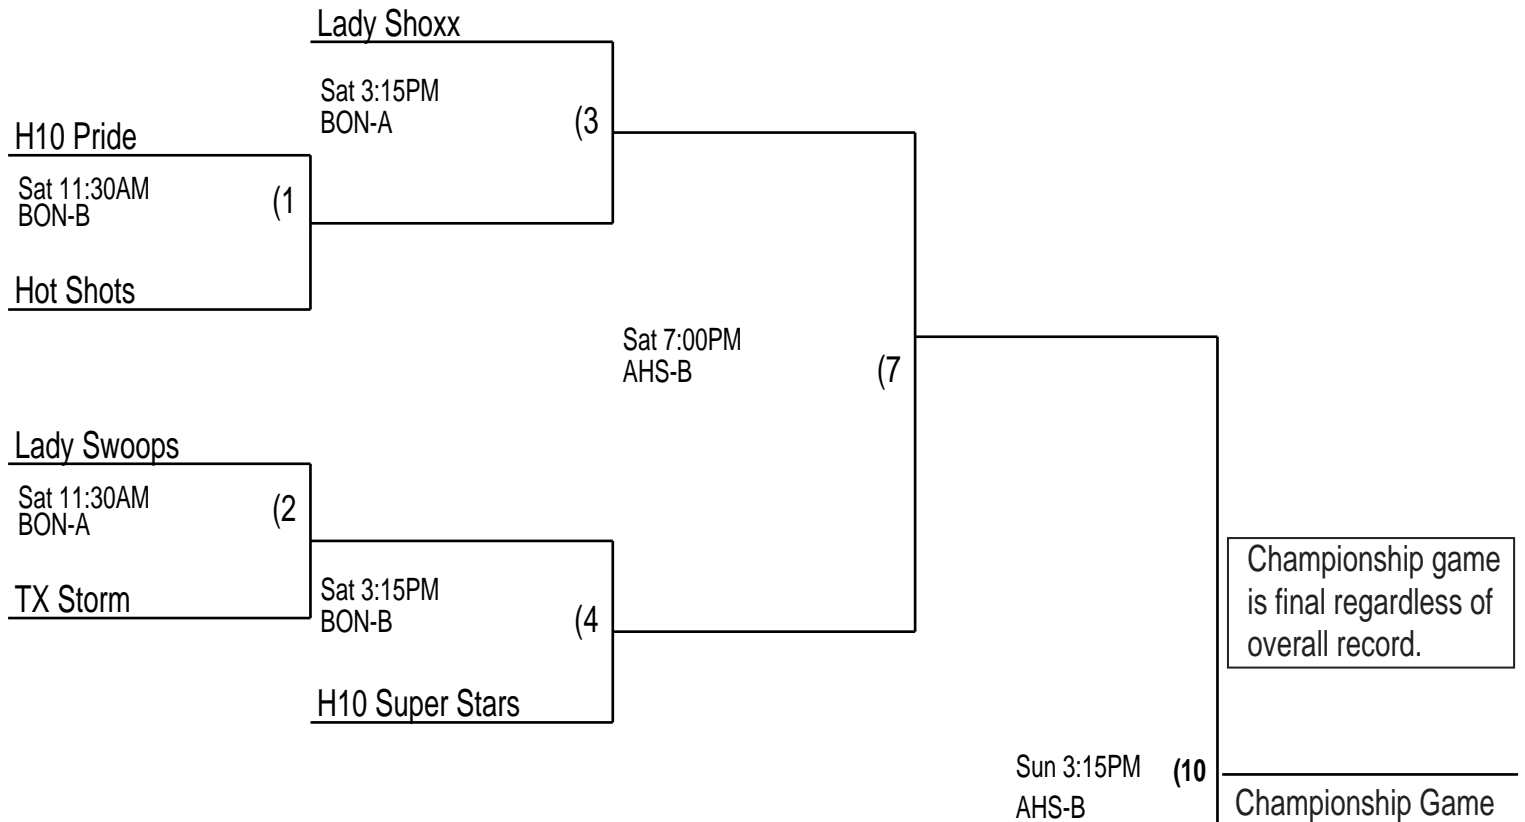 Lady Shoxx
Sat 3:15PM
BON-A
(3
H10 Pride
Sat 11:30AM
BON-B
(1
Hot Shots
Sat 7:00PM
AHS-B
(7
Lady Swoops
Sat 11:30AM
BON-A
(2
TX Storm
Sat 3:15PM
BON-B
(4
H10 Super Stars
Championship game
is final regardless of
overall record.
Sun 3:15PM
AHS-B
(10
Championship Game